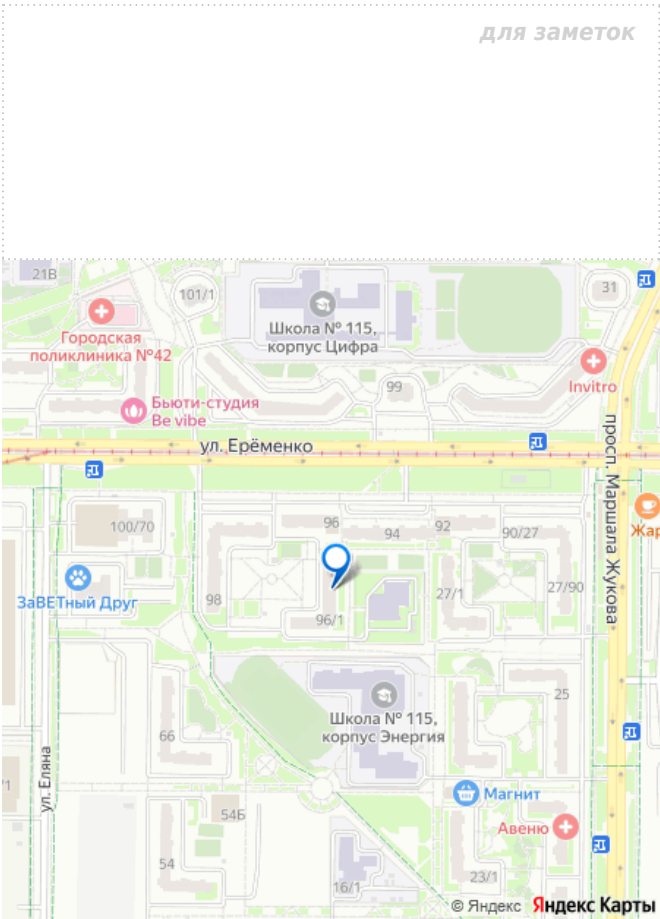 для заметок
21В
101/1
31
Школа № 115,
корпус Цифра
Городская
поликлиника №42
99
Invitro
Бьюти-студия
Be vibe
ул. Ерёменко
просп. Маршала Жукова
100/70
96
94
92
90/27
Жар
ЗаВЕТный Друг
98
96/1
27/1
27/90
Школа № 115,
корпус Энергия
25
66
ул. Еляна
/1
Магнит
54Б
Авеню
54
16/1
23/1
© Яндекс Яндекс Карты